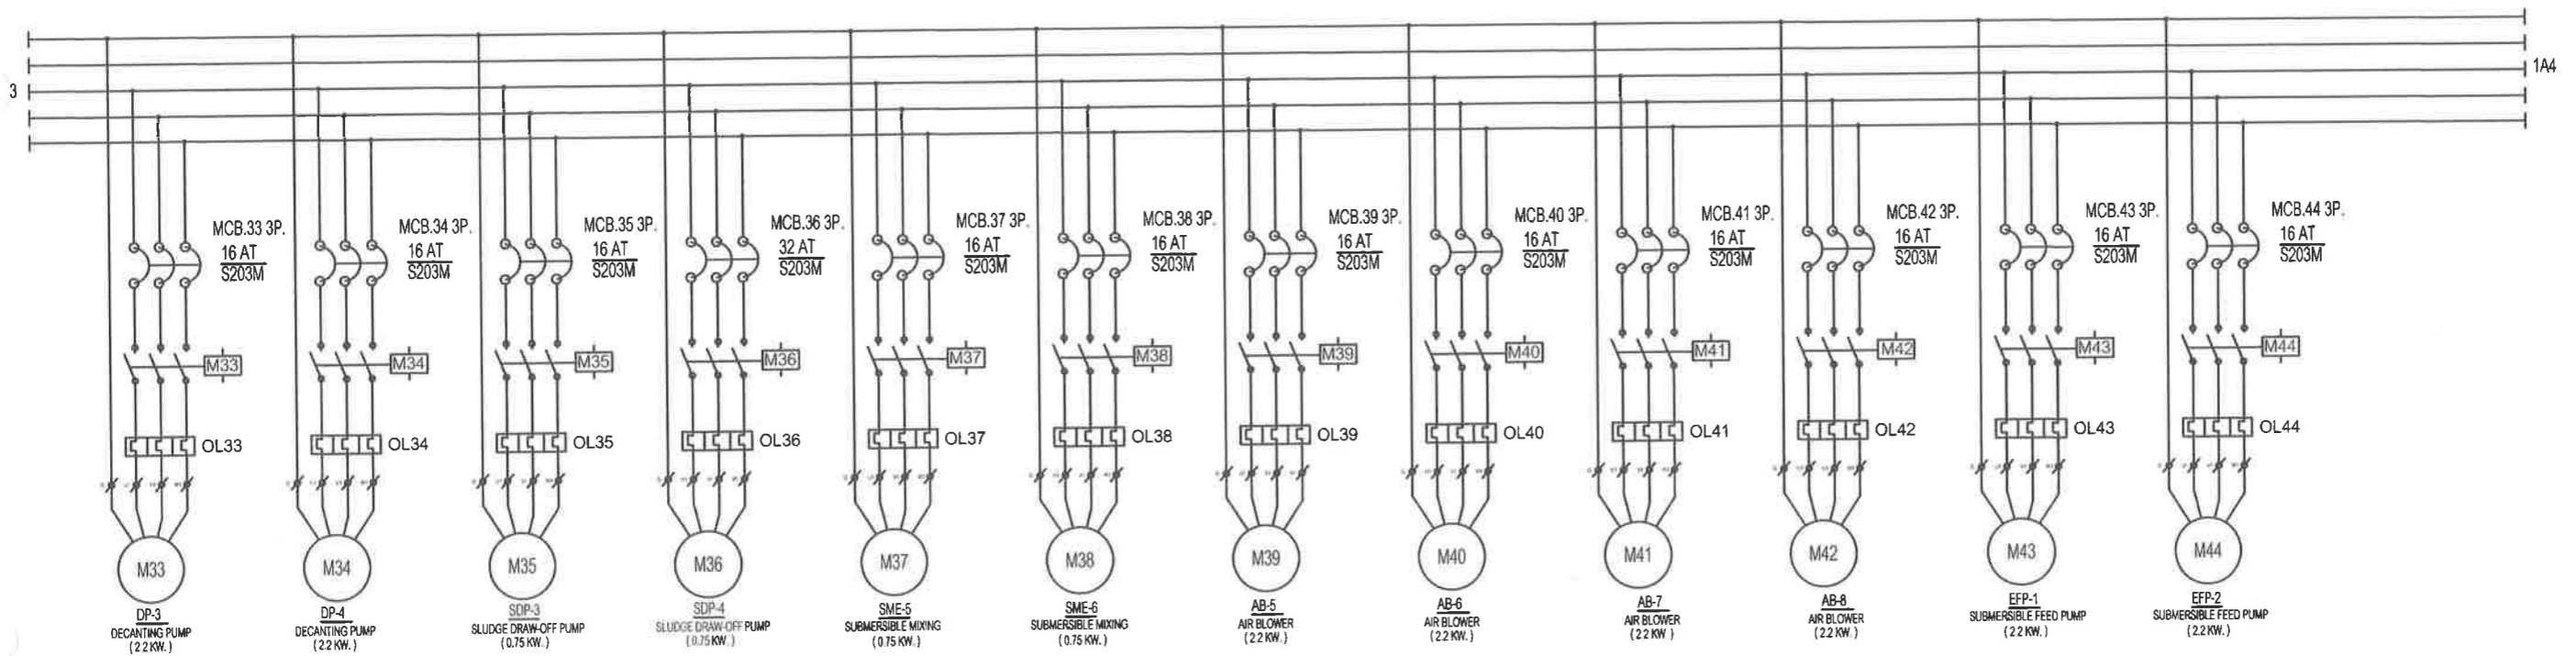 3
1A4
MCB.33 3P.
16 AT
S203M
MCB.34 3P.
16 AT
S203M
MCB.35 3P.
16 AT
S203M
MCB.36 3P.
32 AT
S203M
MCB.37 3P.
16 AT
S203M
MCB.38 3P.
16 AT
S203M
MCB.39 3P.
16 AT
S203M
MCB.40 3P.
16 AT
S203M
MCB.41 3P.
16 AT
S203M
MCB.42 3P.
16 AT
S203M
MCB.43 3P.
16 AT
S203M
MCB.44 3P.
16 AT
S203M
M33
M34
M35
M36
M37
M38
M39
M40
M41
M42
M43
M44
OL33
OL34
OL35
OL36
OL37
OL38
OL39
OL40
OL41
OL42
OL43
OL44
M33
M34
M35
M36
M37
M38
M39
M40
M41
M42
M43
M44
DP-3
DECANTING PUMP
(2.2 KW.)
DP-4
DECANTING PUMP
(2.2 KW.)
SDP-3
SLUDGE DRAW-OFF PUMP
(0.75 KW.)
SDP-4
SLUDGE DRAW-OFF PUMP
(0.75 KW.)
SME-5
SUBMERSIBLE MIXING
(0.75 KW.)
SME-6
SUBMERSIBLE MIXING
(0.75 KW.)
AB-5
AIR BLOWER
(2.2 KW.)
AB-6
AIR BLOWER
(2.2 KW.)
AB-7
AIR BLOWER
(2.2 KW)
AB-8
AIR BLOWER
(2.2 KW.)
EFP-1
SUBMERSIBLE FEED PUMP
(2.2 KW.)
EFP-2
SUBMERSIBLE FEED PUMP
(2.2 KW.)